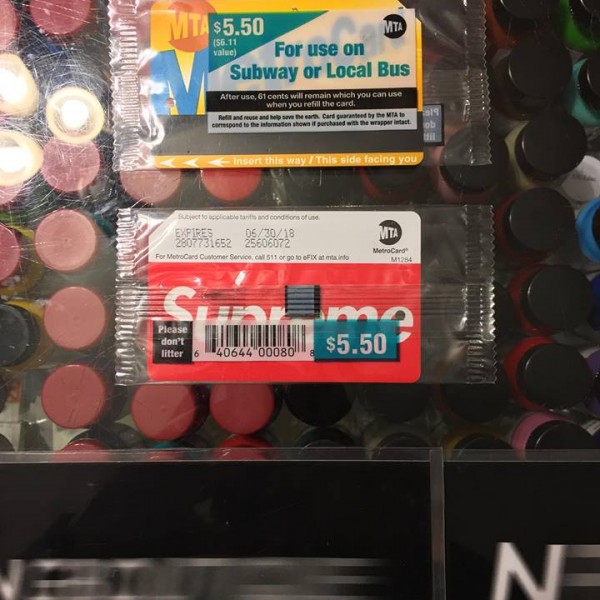 MTA
$5.50
($6.11
value)
MTA
For use on
Subway or Local Bus
After use, 61 cents will remain which you can use
when you refill the card.
Refill and reuse and help save the earth. Card guaranteed by the MTA to
correspond to the information shown if purchased with the wrapper intact.
Insert this way / This side facing you
Subject to applicable tariffs and conditions of use.
EXPIRES 06/30/18
2807731652 25606072
MTA
MetroCard®
For MetroCard Customer Service, call 511 or go to eFIX at mta.info
M1284
Supreme
Please
don't
litter
6 40644 00080 8
$5.50